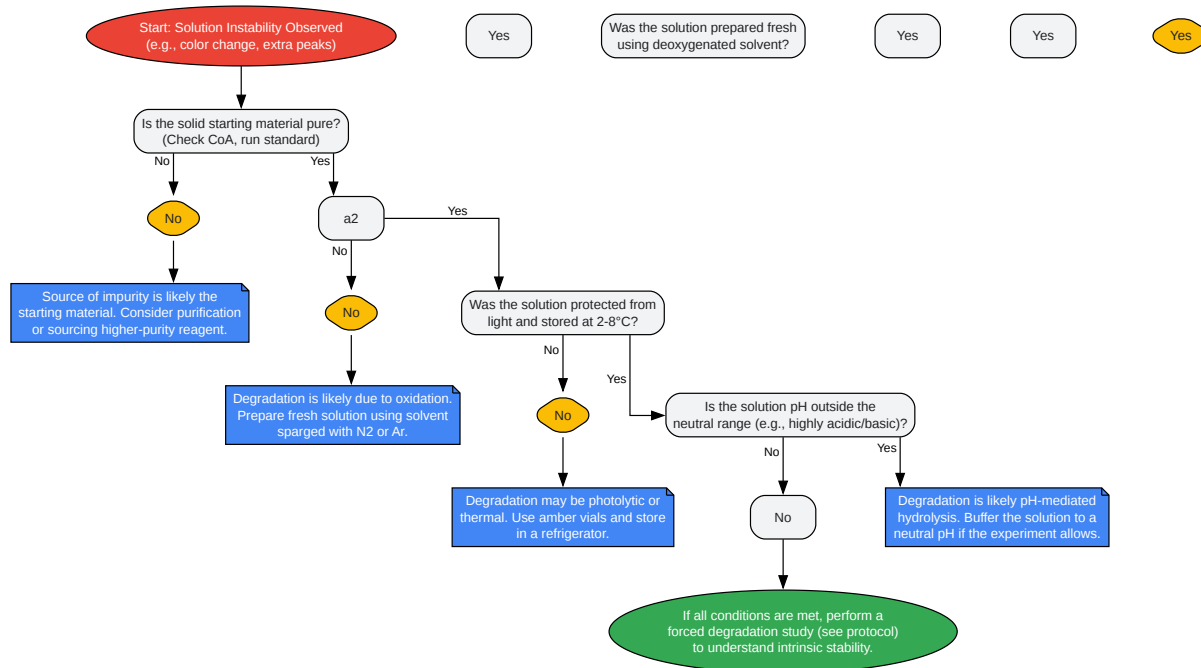 Start: Solution Instability Observed
(e.g., color change, extra peaks)
Yes
Was the solution prepared fresh
using deoxygenated solvent?
Yes
Yes
Yes
Is the solid starting material pure?
(Check CoA, run standard)
No
Yes
No
a2
Yes
No
Source of impurity is likely the
starting material. Consider purification
or sourcing higher-purity reagent.
No
Was the solution protected from
light and stored at 2-8°C?
No
Yes
Degradation is likely due to oxidation.
Prepare fresh solution using solvent
sparged with N2 or Ar.
No
Is the solution pH outside the
neutral range (e.g., highly acidic/basic)?
No
Yes
Degradation may be photolytic or
thermal. Use amber vials and store
in a refrigerator.
No
Degradation is likely pH-mediated
hydrolysis. Buffer the solution to a
neutral pH if the experiment allows.
If all conditions are met, perform a
forced degradation study (see protocol)
to understand intrinsic stability.